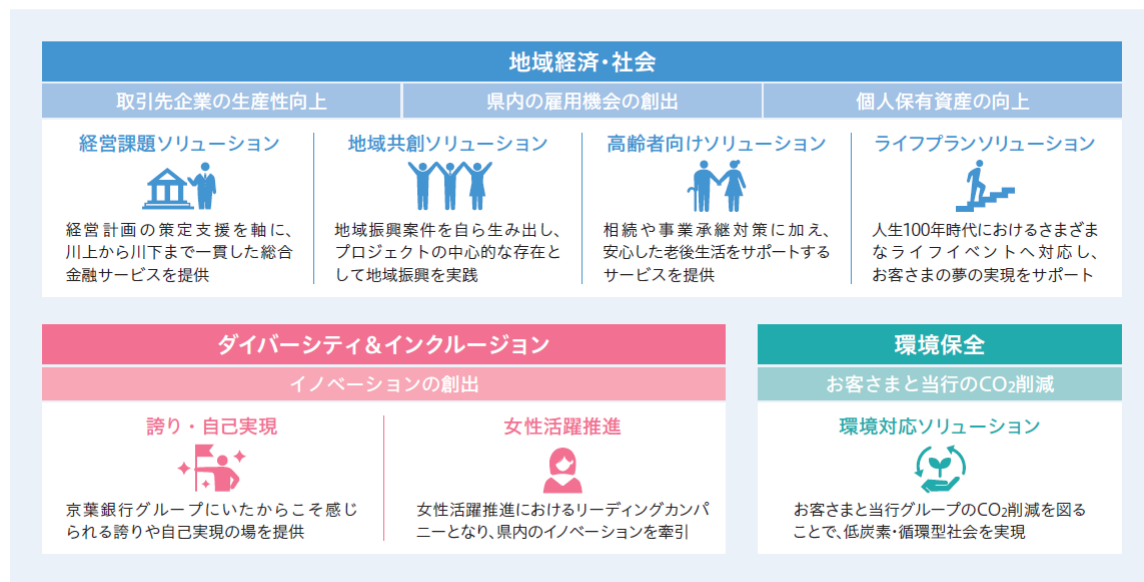 地域経済・社会
取引先企業の生産性向上
県内の雇用機会の創出
個人保有資産の向上
経営課題ソリューション
経営計画の策定支援を軸に、
川上から川下まで一貫した総合
金融サービスを提供
地域共創ソリューション
地域振興案件を自ら生み出し、
プロジェクトの中心的な存在と
して地域振興を実践
高齢者向けソリューション
相続や事業承継対策に加え、
安心した老後生活をサポートする
サービスを提供
ライフプランソリューション
人生100年時代におけるさまざま
なライフイベントへ対応し、
お客さまの夢の実現をサポート
ダイバーシティ&インクルージョン
イノベーションの創出
誇り・自己実現
京葉銀行グループにいたからこそ感じ
られる誇りや自己実現の場を提供
女性活躍推進
女性活躍推進におけるリーディングカンパ
ニーとなり、県内のイノベーションを牽引
環境保全
お客さまと当行のCO₂削減
環境対応ソリューション
お客さまと当行グループのCO₂削減を図る
ことで、低炭素・循環型社会を実現